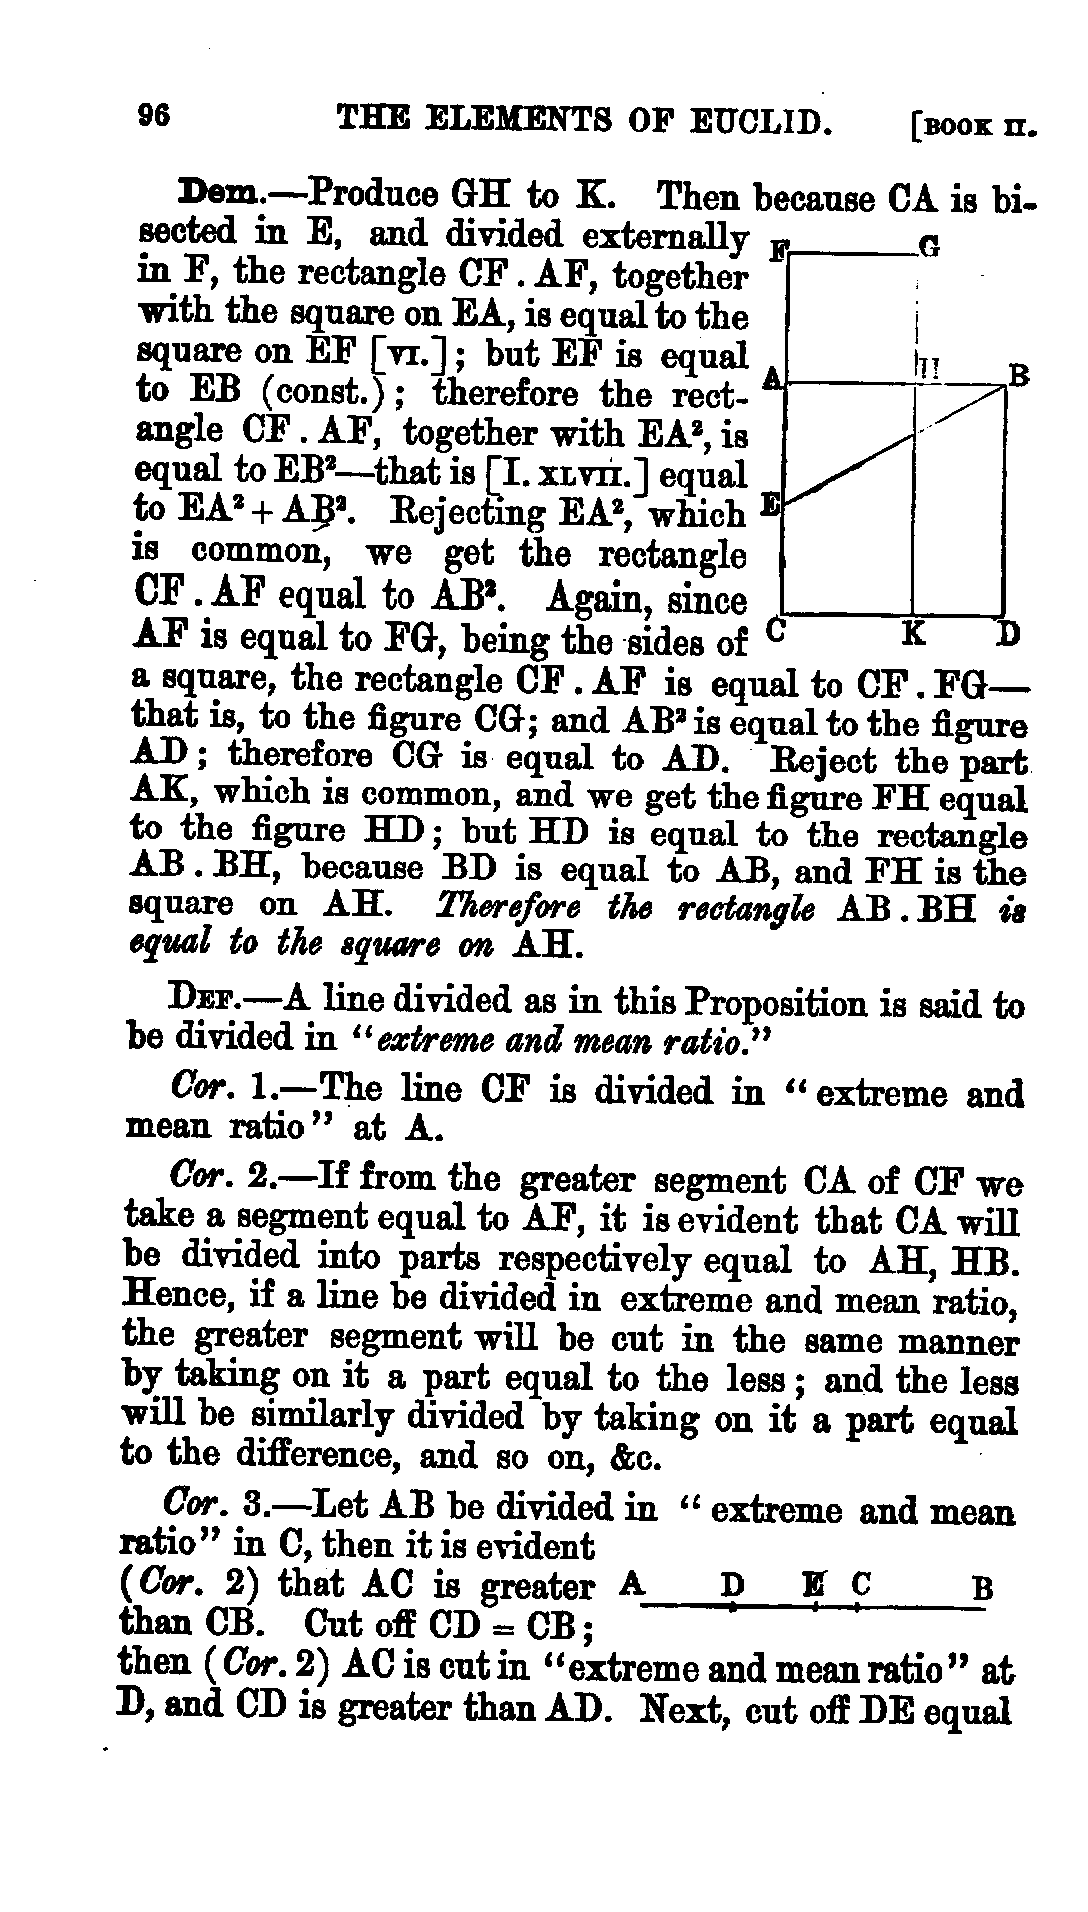 96 THE ELEMENTS OF EUCLID. [BOOK II.
Dem.—Produce GH to K. Then because CA is bi-
sected in E, and divided externally
in F, the rectangle CF . AF, together
with the square on EA, is equal to the
square on EF [VI.]; but EF is equal
to EB (const.); therefore the rect-
angle CF . AF, together with EA², is
equal to EB²—that is [I. XLVII.] equal
to EA² + AB². Rejecting EA², which
is common, we get the rectangle
CF . AF equal to AB². Again, since
AF is equal to FG, being the sides of
F G
A B
E
C K D
a square, the rectangle CF . AF is equal to CF . FG—
that is, to the figure CG; and AB² is equal to the figure
AD; therefore CG is equal to AD. Reject the part
AK, which is common, and we get the figure FH equal
to the figure HD; but HD is equal to the rectangle
AB . BH, because BD is equal to AB, and FH is the
square on AH. Therefore the rectangle AB . BH is
equal to the square on AH.
DEF.—A line divided as in this Proposition is said to
be divided in “extreme and mean ratio.”
Cor. 1.—The line CF is divided in “extreme and
mean ratio” at A.
Cor. 2.—If from the greater segment CA of CF we
take a segment equal to AF, it is evident that CA will
be divided into parts respectively equal to AH, HB.
Hence, if a line be divided in extreme and mean ratio,
the greater segment will be cut in the same manner
by taking on it a part equal to the less; and the less
will be similarly divided by taking on it a part equal
to the difference, and so on, &c.
Cor. 3.—Let AB be divided in “extreme and mean
ratio” in C, then it is evident
(Cor. 2) that AC is greater
than CB. Cut off CD = CB;
A D E C B
then (Cor. 2) AC is cut in “extreme and mean ratio” at
D, and CD is greater than AD. Next, cut off DE equal